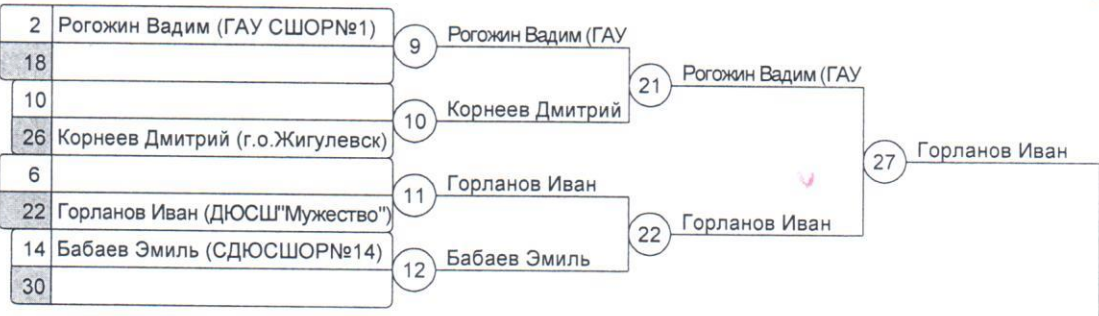 2 Рогожин Вадим (ГАУ СШОР№1)
18
9 Рогожин Вадим (ГАУ
10
26 Корнеев Дмитрий (г.о.Жигулевск)
10 Корнеев Дмитрий
21 Рогожин Вадим (ГАУ
6
22 Горланов Иван (ДЮСШ"Мужество")
11 Горланов Иван
14 Бабаев Эмиль (СДЮСШОР№14)
30
12 Бабаев Эмиль
22 Горланов Иван
27 Горланов Иван